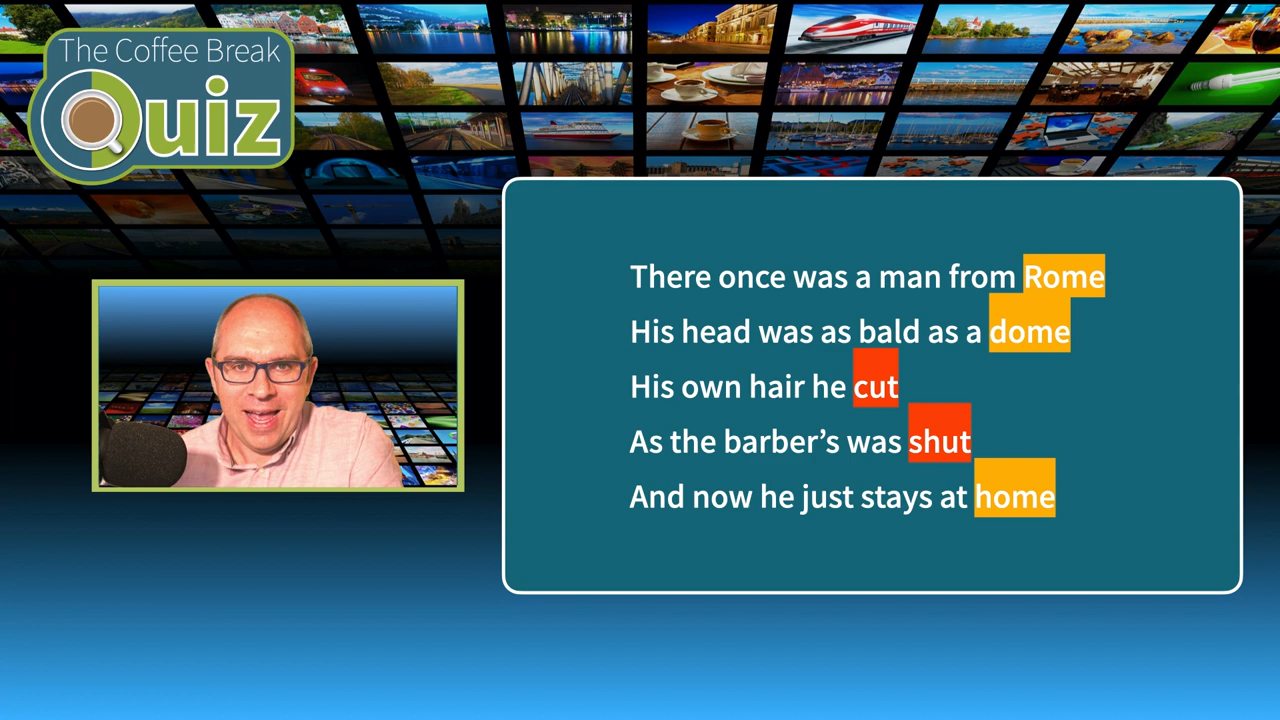 The Coffee Break
Quiz
There once was a man from Rome
His head was as bald as a dome
His own hair he cut
As the barber’s was shut
And now he just stays at home